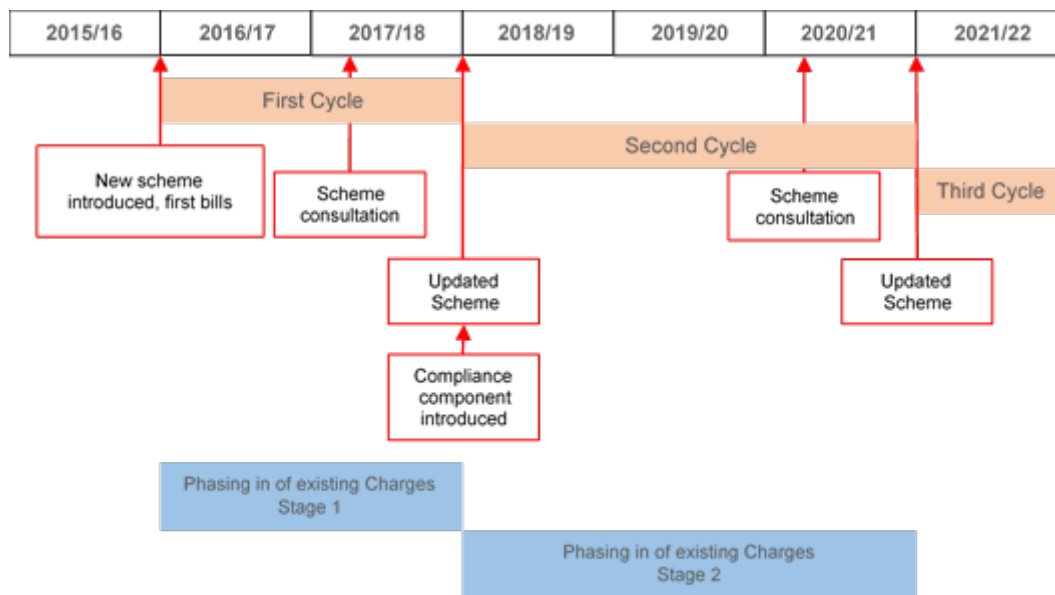 2015/16 2016/17 2017/18 2018/19 2019/20 2020/21 2021/22
First Cycle
Second Cycle
Third Cycle
New scheme
introduced, first bills
Scheme
consultation
Scheme
consultation
Updated
Scheme
Updated
Scheme
Compliance
component
introduced
Phasing in of existing Charges
Stage 1
Phasing in of existing Charges
Stage 2